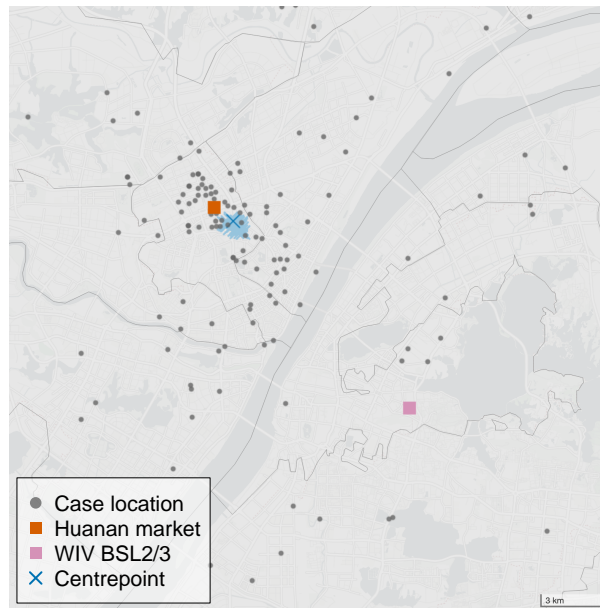 Case location
Huanan market
WIV BSL2/3
Centrepoint
3 km